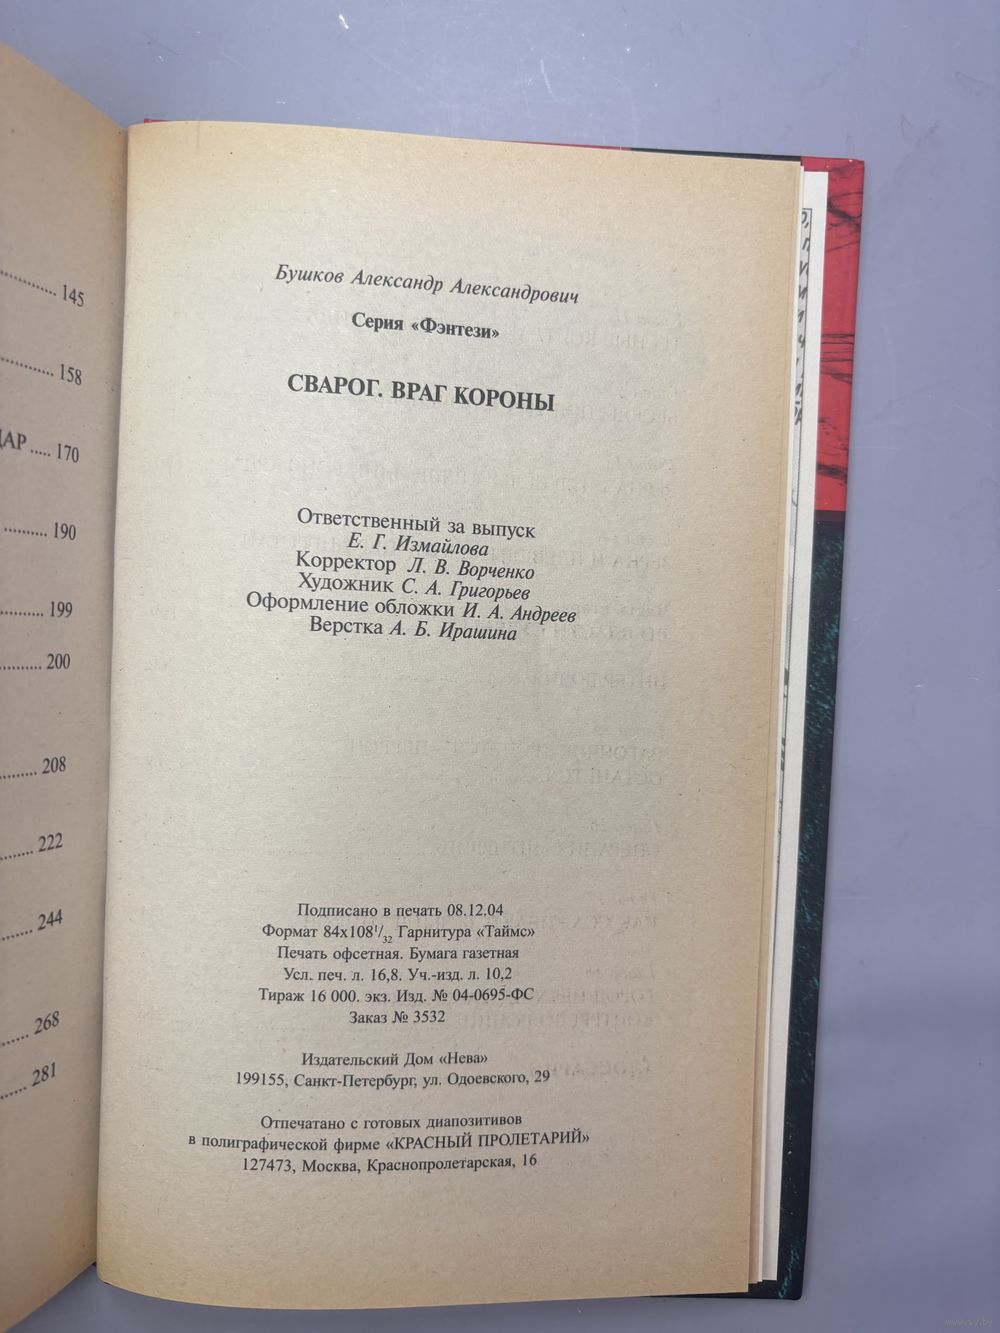 145
158
ДАР ..... 170
190
199
200
208
222
244
268
281
Бушков Александр Александрович
Серия «Фэнтези»
СВАРОГ. ВРАГ КОРОНЫ
Ответственный за выпуск
Е. Г. Измайлова
Корректор Л. В. Ворченко
Художник С. А. Григорьев
Оформление обложки И. А. Андреев
Верстка А. Б. Ирашина
Подписано в печать 08.12.04
Формат 84х108¹/₃₂ Гарнитура «Таймс»
Печать офсетная. Бумага газетная
Усл. печ. л. 16,8. Уч.-изд. л. 10,2
Тираж 16 000. экз. Изд. № 04-0695-ФС
Заказ № 3532
Издательский Дом «Нева»
199155, Санкт-Петербург, ул. Одоевского, 29
Отпечатано с готовых диапозитивов
в полиграфической фирме «КРАСНЫЙ ПРОЛЕТАРИЙ»
127473, Москва, Краснопролетарская, 16